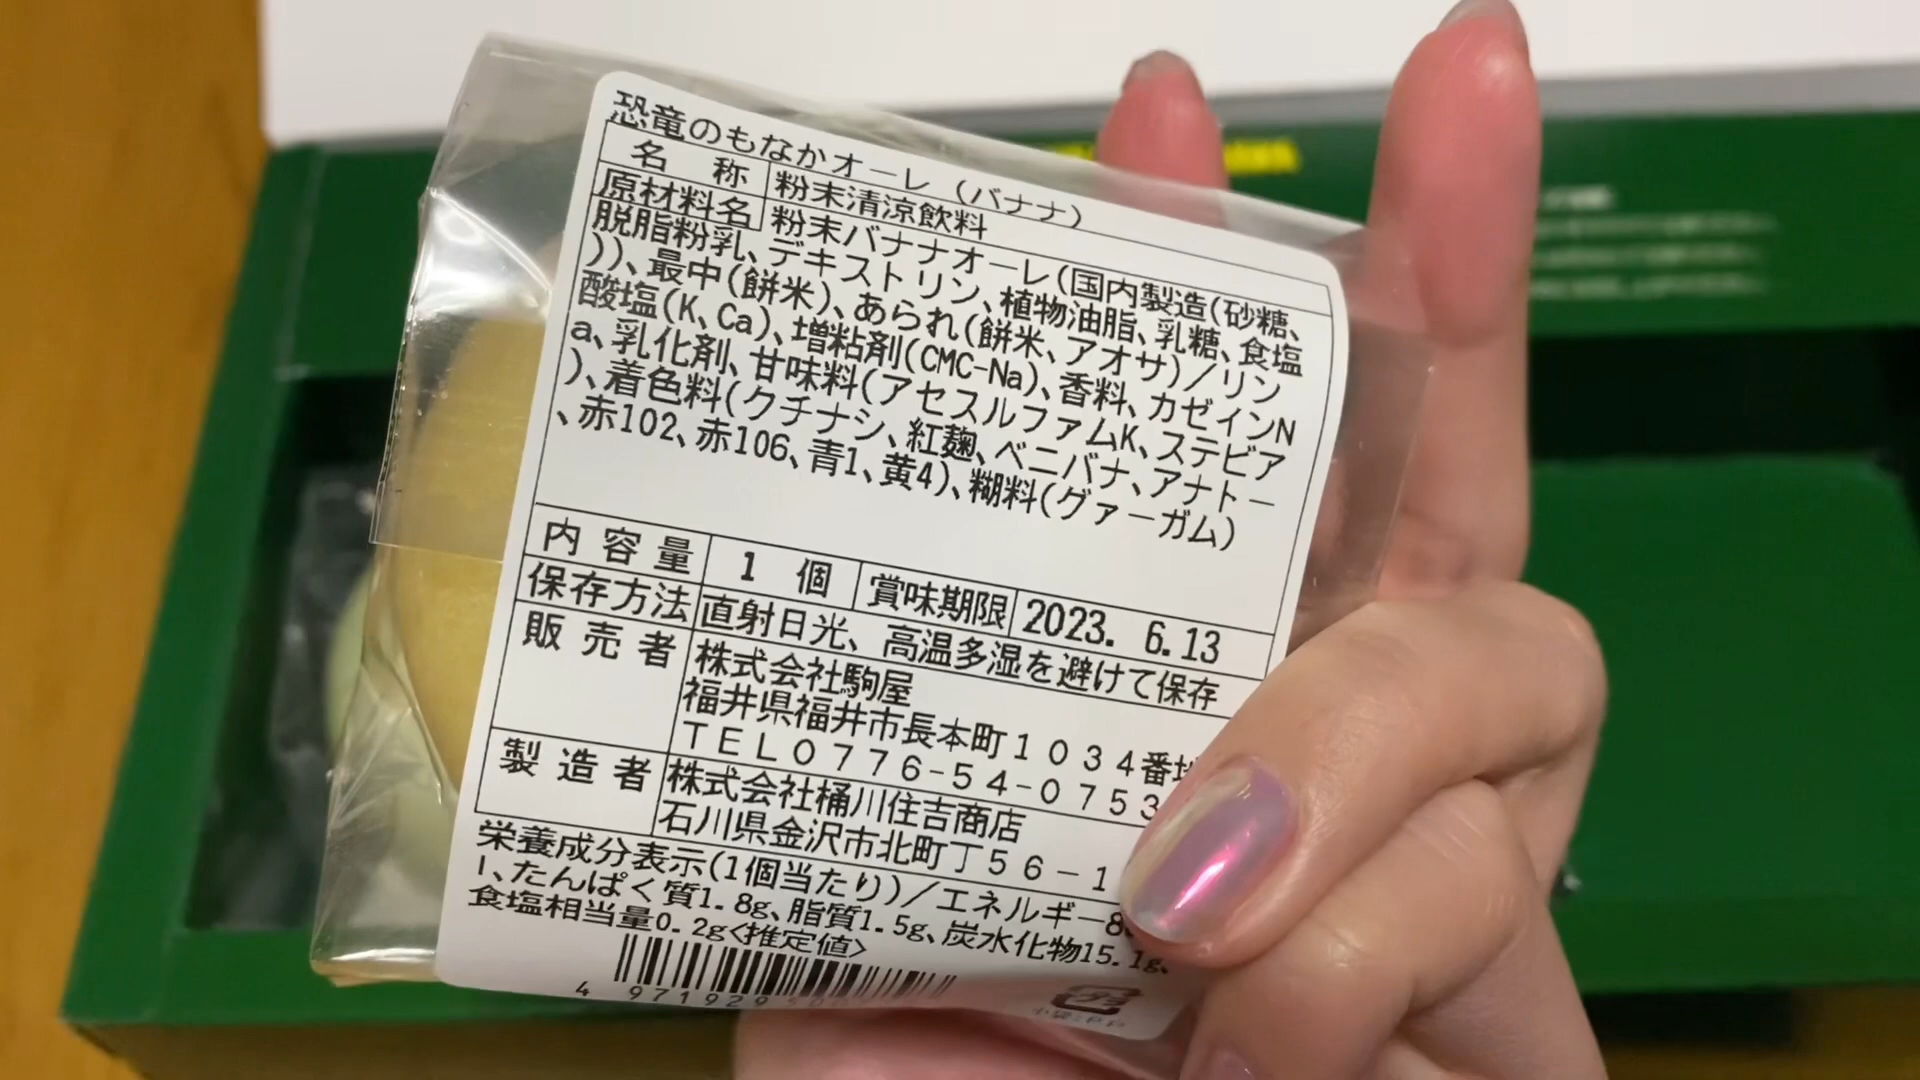 恐竜のもなかオーレ（バナナ）
名 称 粉末清涼飲料
原材料名 粉末バナナオーレ(国内製造(砂糖、
脱脂粉乳、デキストリン、植物油脂、乳糖、食塩
))、最中(餅米)、あられ(餅米、アオサ)/リン
酸塩(K、Ca)、増粘剤(CMC-Na)、香料、カゼインN
a、乳化剤、甘味料(アセスルファムK、ステビア
)、着色料(クチナシ、紅麹、ベニバナ、アナトー
、赤102、赤106、青1、黄4)、糊料(グァーガム)
内容量 1 個 賞味期限 2023. 6.13
保存方法 直射日光、高温多湿を避けて保存
販売者 株式会社駒屋
福井県福井市長本町１０３４番
ＴＥＬ０７７６-５４-０７５３
製造者 株式会社桶川住吉商店
石川県金沢市北町丁５６－１
栄養成分表示(1個当たり)/エネルギー8
l、たんぱく質1.8g、脂質1.5g、炭水化物15.1g、
食塩相当量0.2g<推定値>
4 971929
プラ
小袋:PP